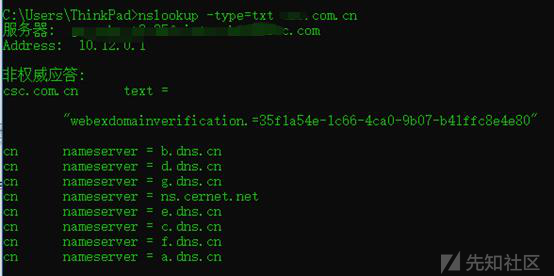 C:\Users\ThinkPad>nslookup -type=txt .com.cn
服务器: .com
Address: 10.12.0.1
非权威应答:
csc.com.cn text =
"webexdomainverification.=35f1a54e-1c66-4ca0-9b07-b41ffc8e4e80"
cn nameserver = b.dns.cn
cn nameserver = d.dns.cn
cn nameserver = g.dns.cn
cn nameserver = ns.cernet.net
cn nameserver = e.dns.cn
cn nameserver = c.dns.cn
cn nameserver = f.dns.cn
cn nameserver = a.dns.cn
先知社区